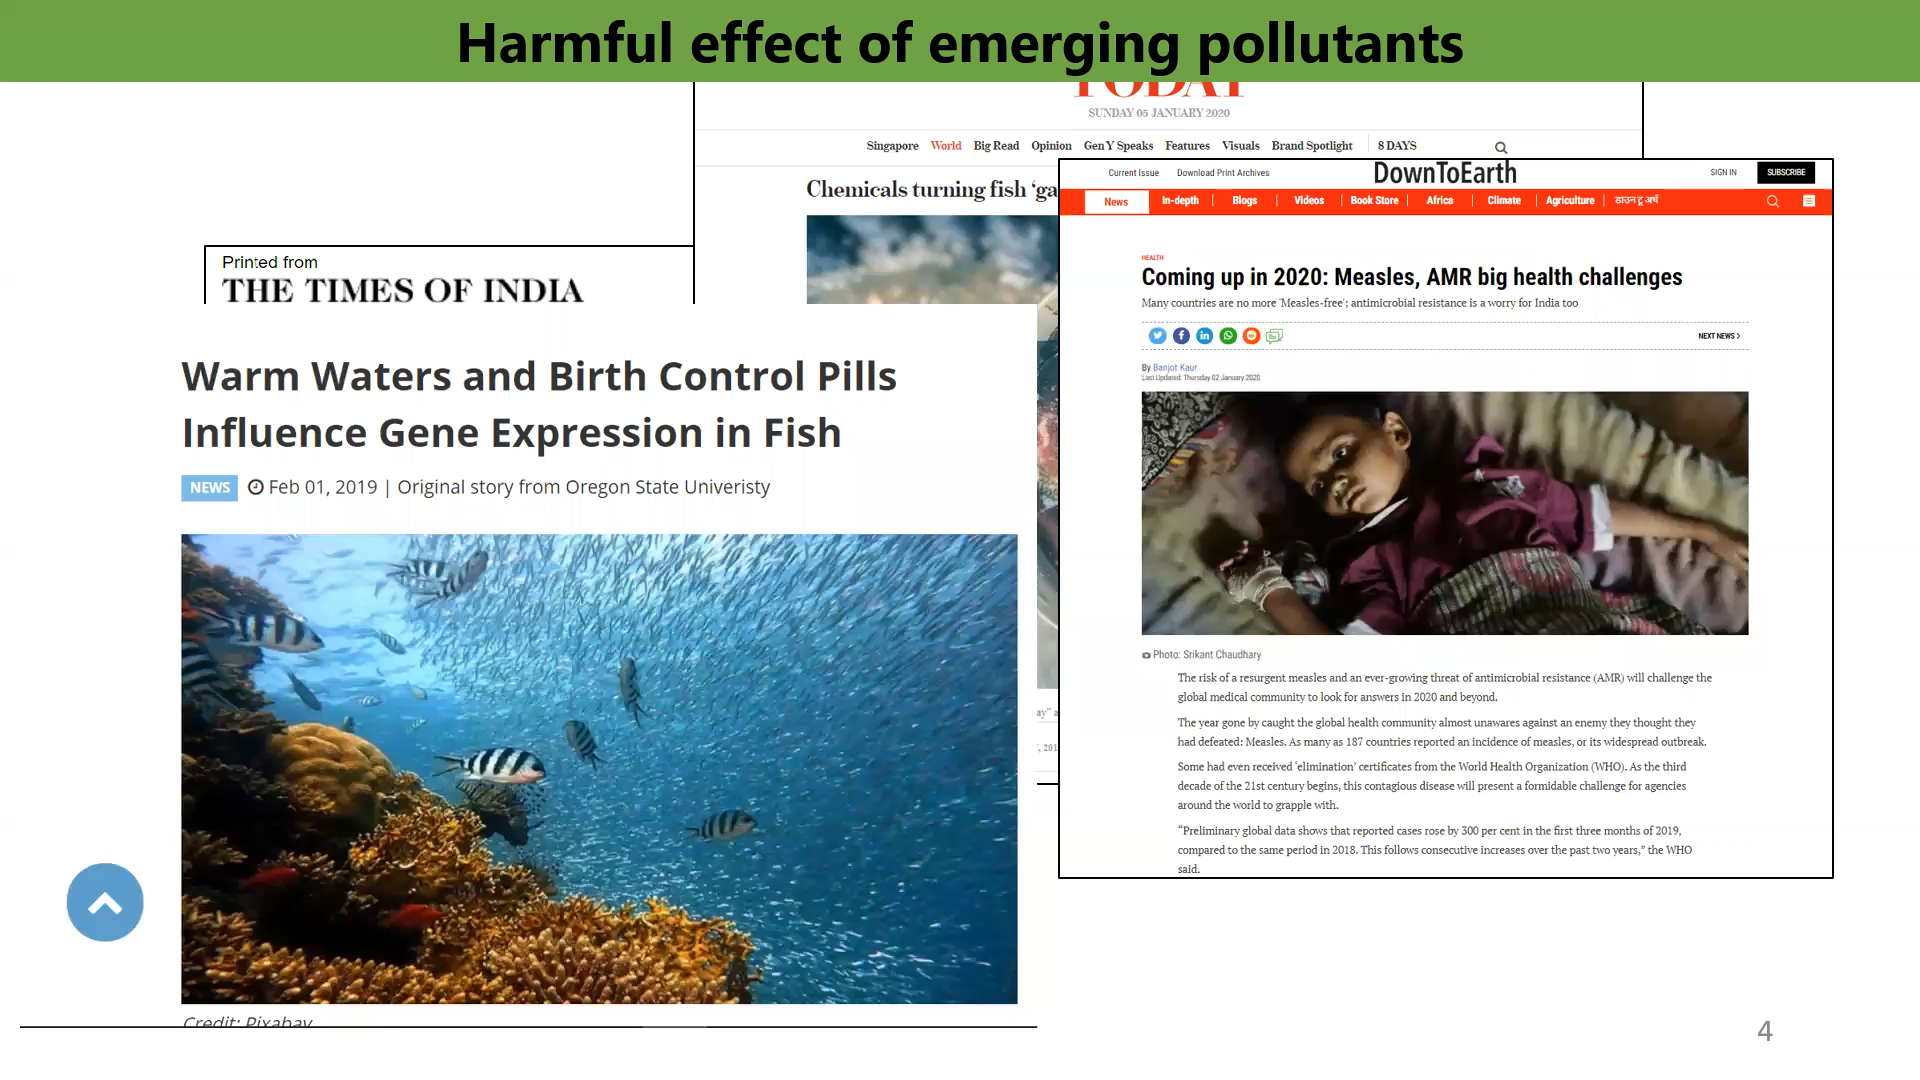 Harmful effect of emerging pollutants
TODAY
SUNDAY 05 JANUARY 2020
Singapore World Big Read Opinion Gen Y Speaks Features Visuals Brand Spotlight 8 DAYS
Chemicals turning fish ‘ga
Printed from
THE TIMES OF INDIA
Warm Waters and Birth Control Pills
Influence Gene Expression in Fish
NEWS Feb 01, 2019 | Original story from Oregon State Univeristy
Credit: Pixabay
ay” a
, 201
Current Issue Download Print Archives DownToEarth SIGN IN SUBSCRIBE
News In-depth Blogs Videos Book Store Africa Climate Agriculture डाउन टू अर्थ
HEALTH
Coming up in 2020: Measles, AMR big health challenges
Many countries are no more 'Measles-free'; antimicrobial resistance is a worry for India too
NEXT NEWS >
By Banjot Kaur
Last Updated: Thursday 02 January 2020
Photo: Srikant Chaudhary
The risk of a resurgent measles and an ever-growing threat of antimicrobial resistance (AMR) will challenge the
global medical community to look for answers in 2020 and beyond.
The year gone by caught the global health community almost unawares against an enemy they thought they
had defeated: Measles. As many as 187 countries reported an incidence of measles, or its widespread outbreak.
Some had even received ‘elimination’ certificates from the World Health Organization (WHO). As the third
decade of the 21st century begins, this contagious disease will present a formidable challenge for agencies
around the world to grapple with.
“Preliminary global data shows that reported cases rose by 300 per cent in the first three months of 2019,
compared to the same period in 2018. This follows consecutive increases over the past two years,” the WHO
said.
4